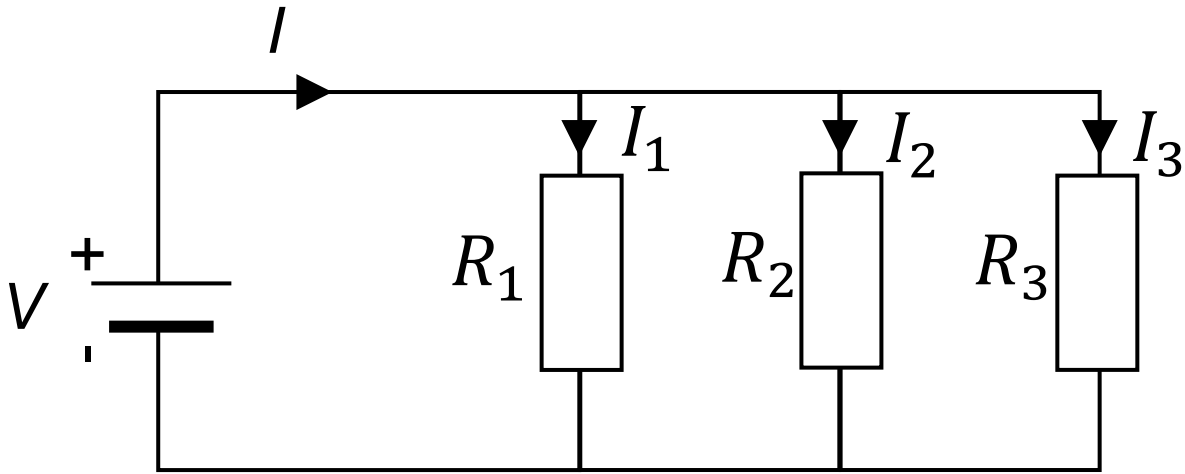 I
I₁
I₂
I₃
+
V
-
R₁
R₂
R₃